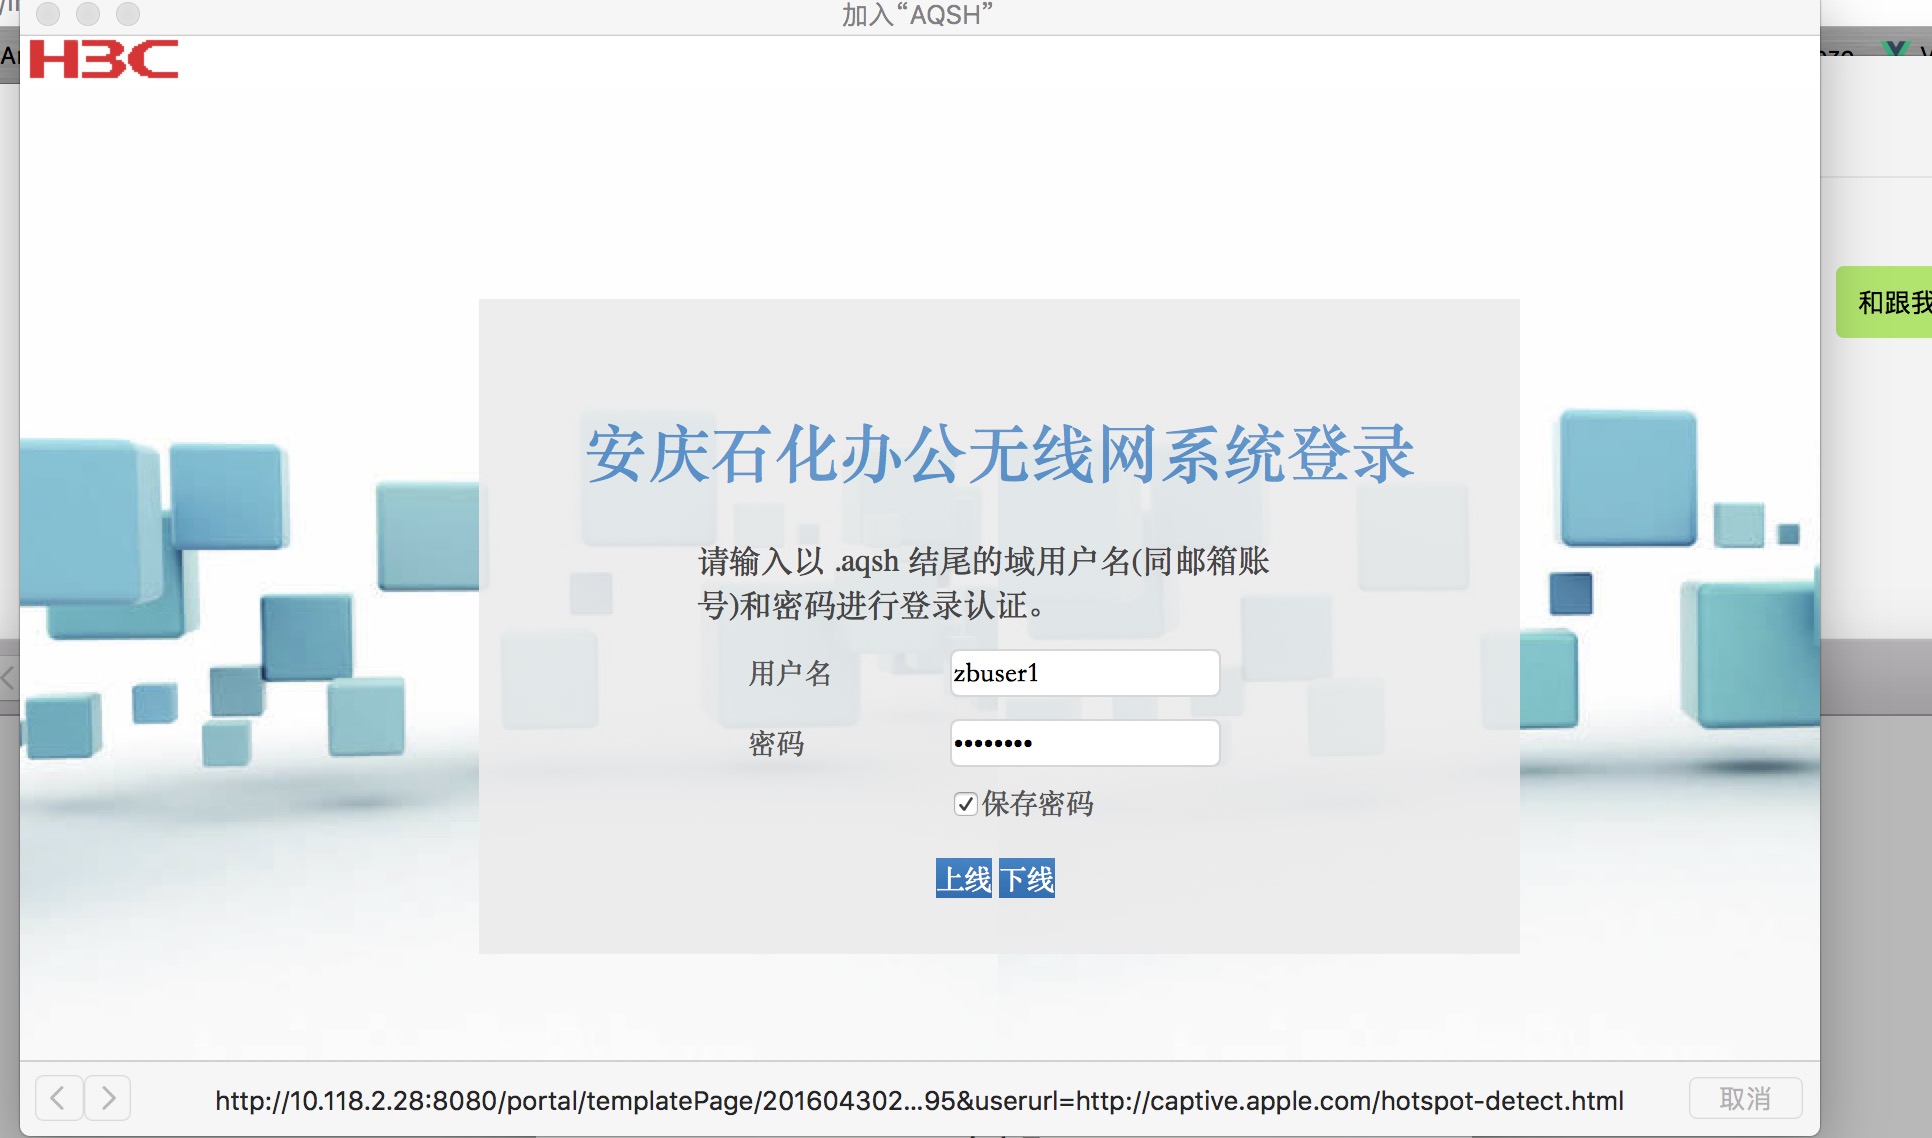 加入“AQSH”
H3C
和跟我
安庆石化办公无线网系统登录
请输入以 .aqsh 结尾的域用户名(同邮箱账
号)和密码进行登录认证。
用户名 zbuser1
密码 ••••••••
保存密码
上线 下线
http://10.118.2.28:8080/portal/templatePage/201604302...95&userurl=http://captive.apple.com/hotspot-detect.html
取消